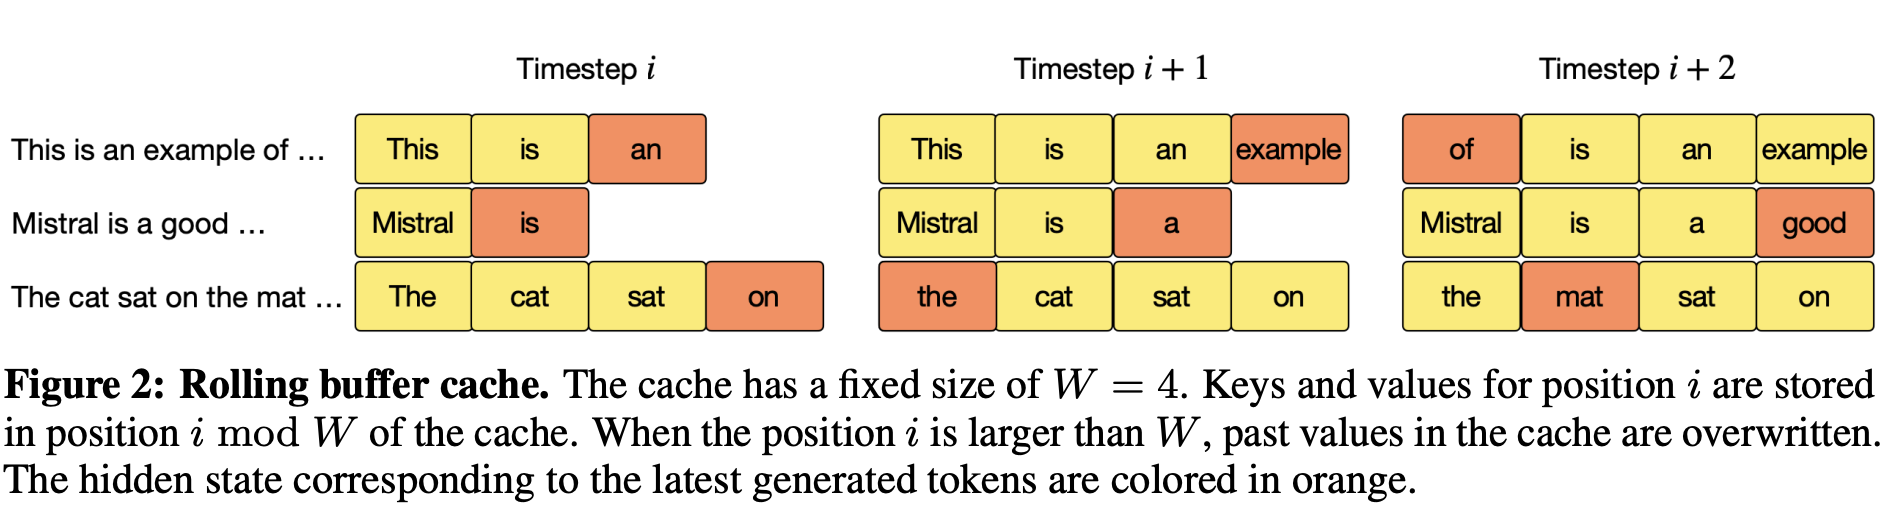 Timestep i Timestep i + 1 Timestep i + 2
This is an example of ... This is an This is an example of is an example
Mistral is a good ... Mistral is Mistral is a Mistral is a good
The cat sat on the mat ... The cat sat on the cat sat on the mat sat on
Figure 2: Rolling buffer cache. The cache has a fixed size of W = 4. Keys and values for position i are stored
in position i mod W of the cache. When the position i is larger than W, past values in the cache are overwritten.
The hidden state corresponding to the latest generated tokens are colored in orange.